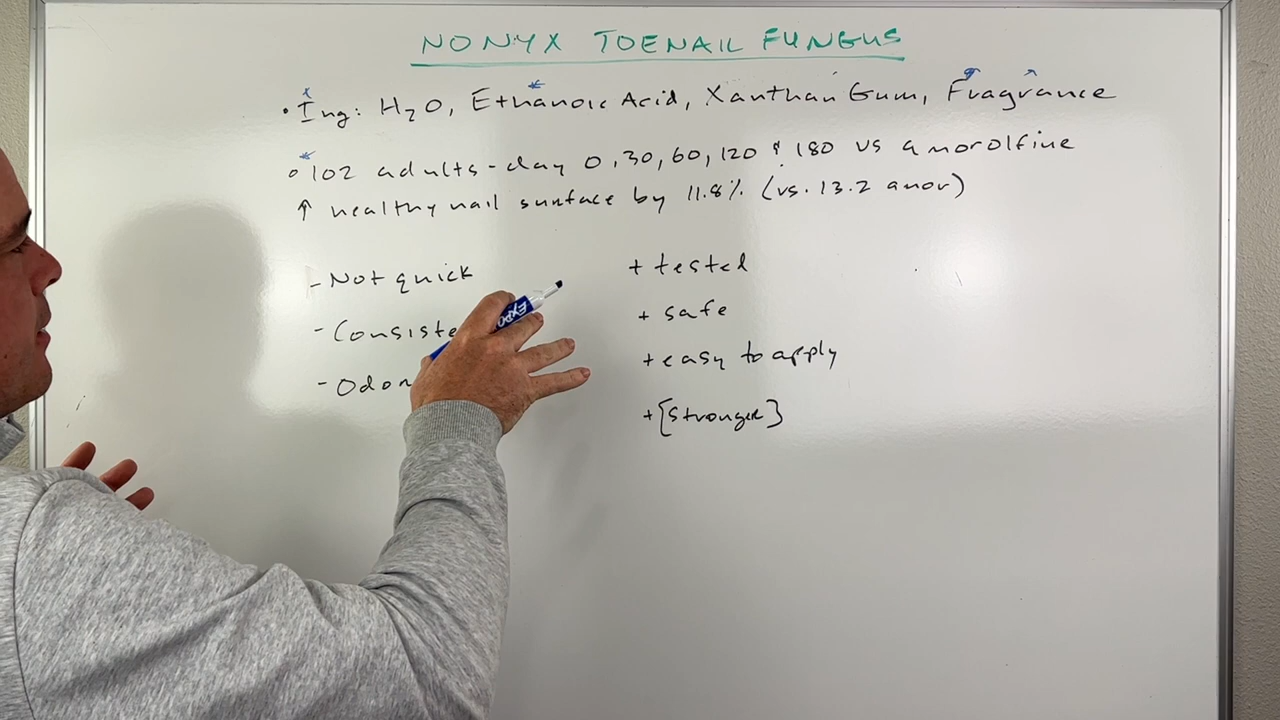 NONYX TOENAIL FUNGUS
• Ing: H2O, Ethanoic Acid, Xanthan Gum, Fragrance
o 102 adults - day 0, 30, 60, 120 & 180 vs amorolfine
↑ healthy nail surface by 11.8% (vs. 13.2 amor)
- Not quick
- Consiste
- Odor
+ tested
+ safe
+ easy to apply
+ [stronger]
EXPO